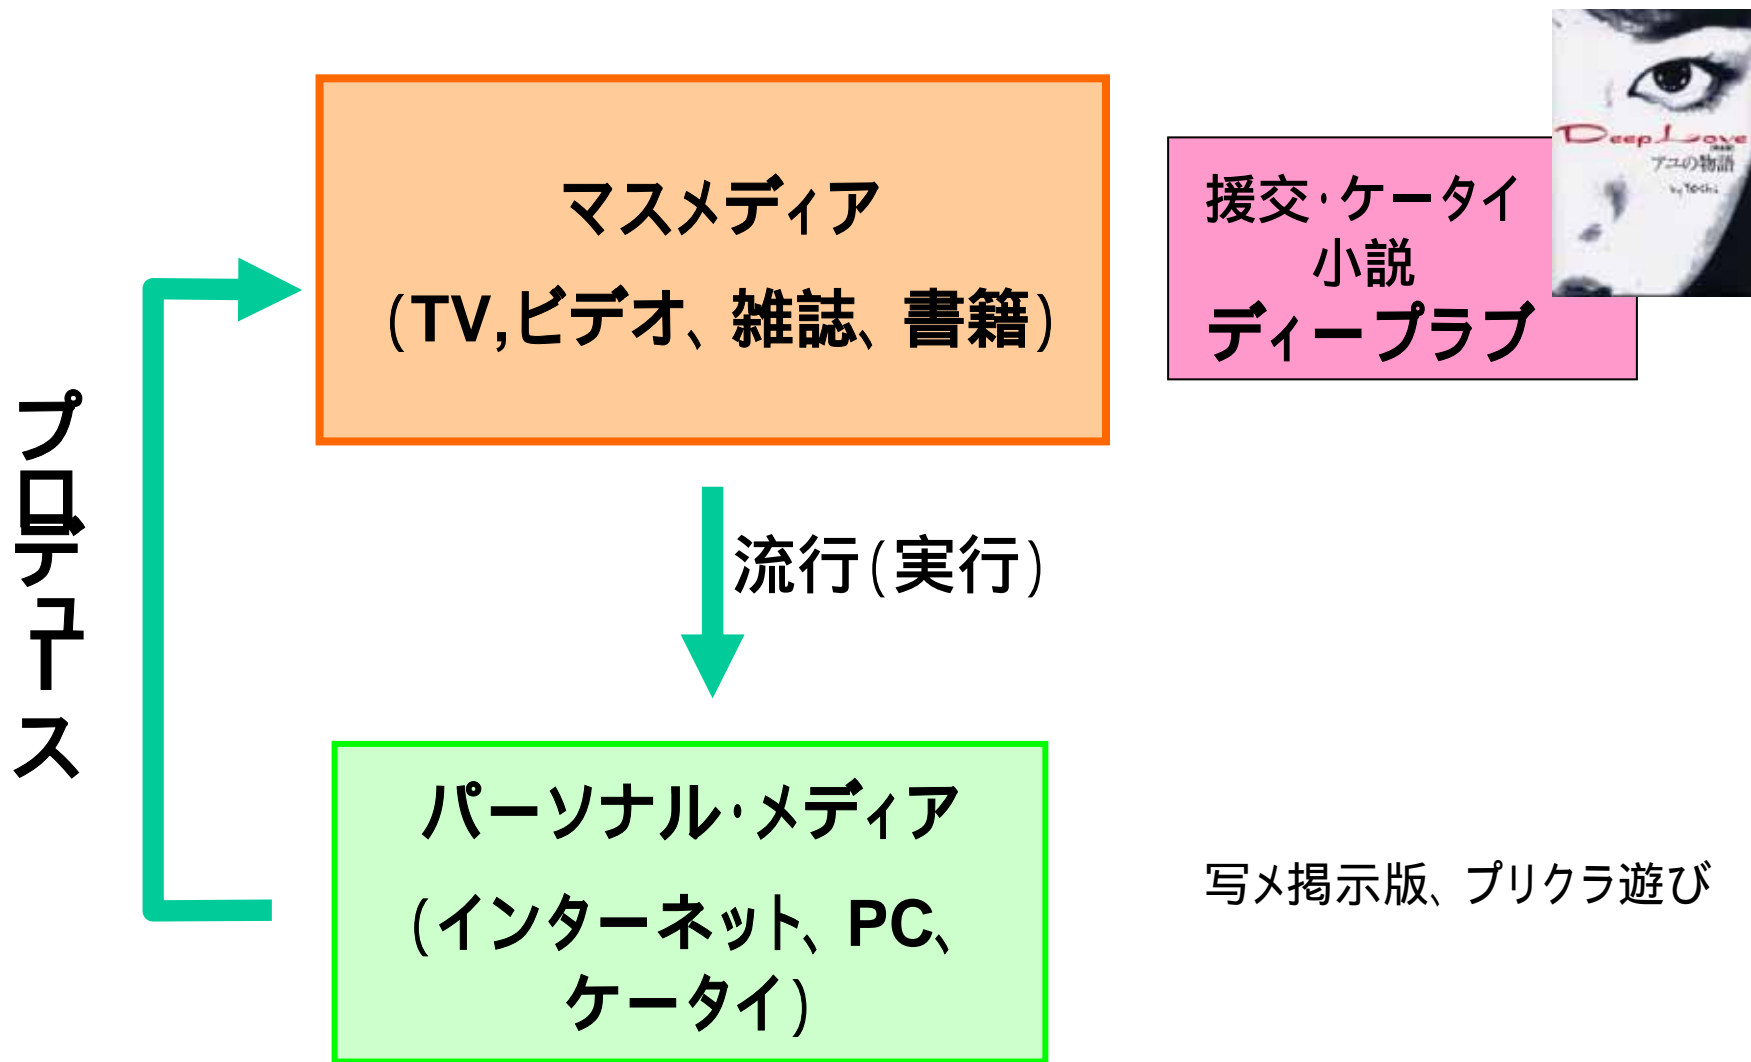 マスメディア
(TV,ビデオ、雑誌、書籍)
援交・ケータイ
小説
ディープラブ
Deep Love
アユの物語
by Yoshi
プロデュース
流行(実行)
パーソナル・メディア
(インターネット、PC、
ケータイ)
写メ掲示版、プリクラ遊び